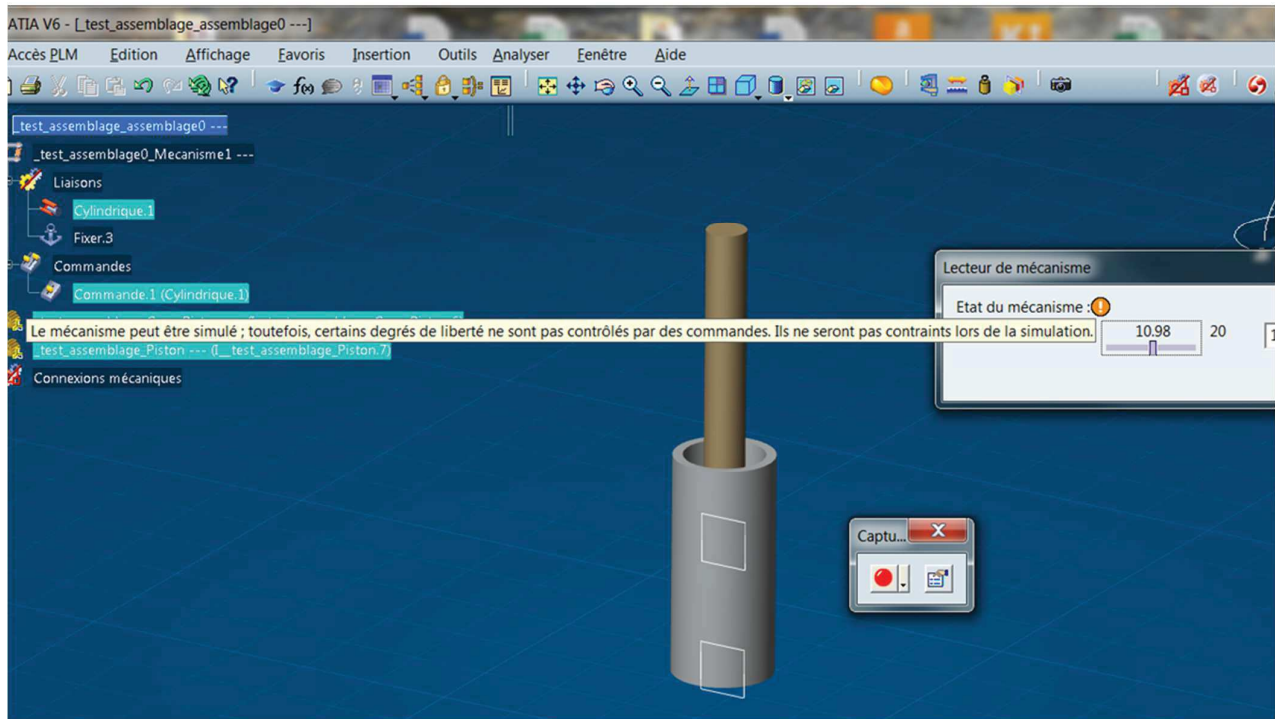 ATIA V6 - [_test_assemblage_assemblage0 ---]
Accès PLM Edition Affichage Favoris Insertion Outils Analyser Fenêtre Aide
_test_assemblage_assemblage0 ---
_test_assemblage0_Mecanisme1 ---
Liaisons
Cylindrique.1
Fixer.3
Commandes
Commande.1 (Cylindrique.1)
Lecteur de mécanisme
Etat du mécanisme :
Le mécanisme peut être simulé ; toutefois, certains degrés de liberté ne sont pas contrôlés par des commandes. Ils ne seront pas contraints lors de la simulation.
10.98 20 1
_test_assemblage_Piston --- (I__test_assemblage_Piston.7)
Connexions mécaniques
Captu...